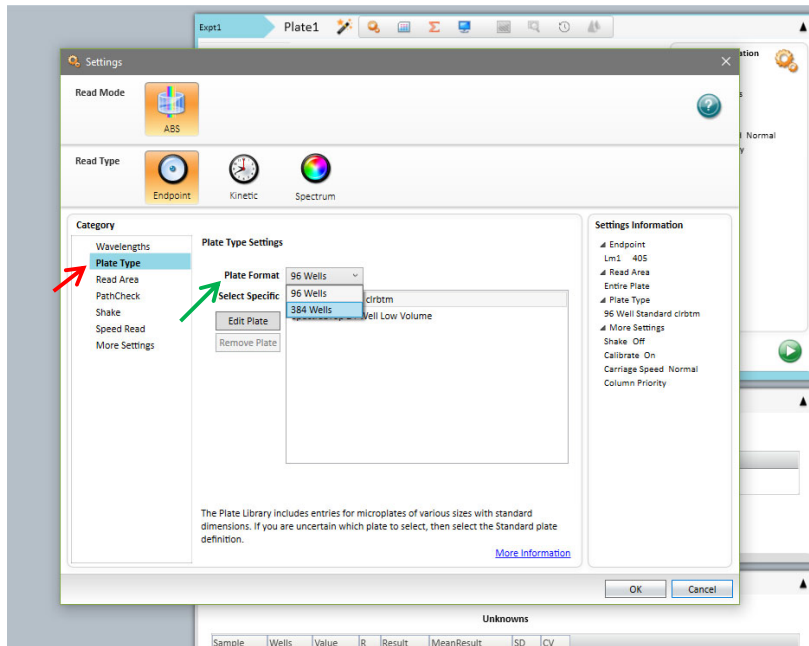 Expt1
Plate1
Settings
Read Mode
ABS
Normal
Read Type
Endpoint
Kinetic
Spectrum
Category
Wavelengths
Plate Type
Read Area
PathCheck
Shake
Speed Read
More Settings
Plate Type Settings
Plate Format 96 Wells
96 Wells
384 Wells
Select Specific clrbtm
Well Low Volume
Edit Plate
Remove Plate
The Plate Library includes entries for microplates of various sizes with standard
dimensions. If you are uncertain which plate to select, then select the Standard plate
definition.
More Information
Settings Information
Endpoint
Lm1 405
Read Area
Entire Plate
Plate Type
96 Well Standard clrbtm
More Settings
Shake Off
Calibrate On
Carriage Speed Normal
Column Priority
OK Cancel
Unknowns
Sample Wells Value R Result MeanResult SD CV